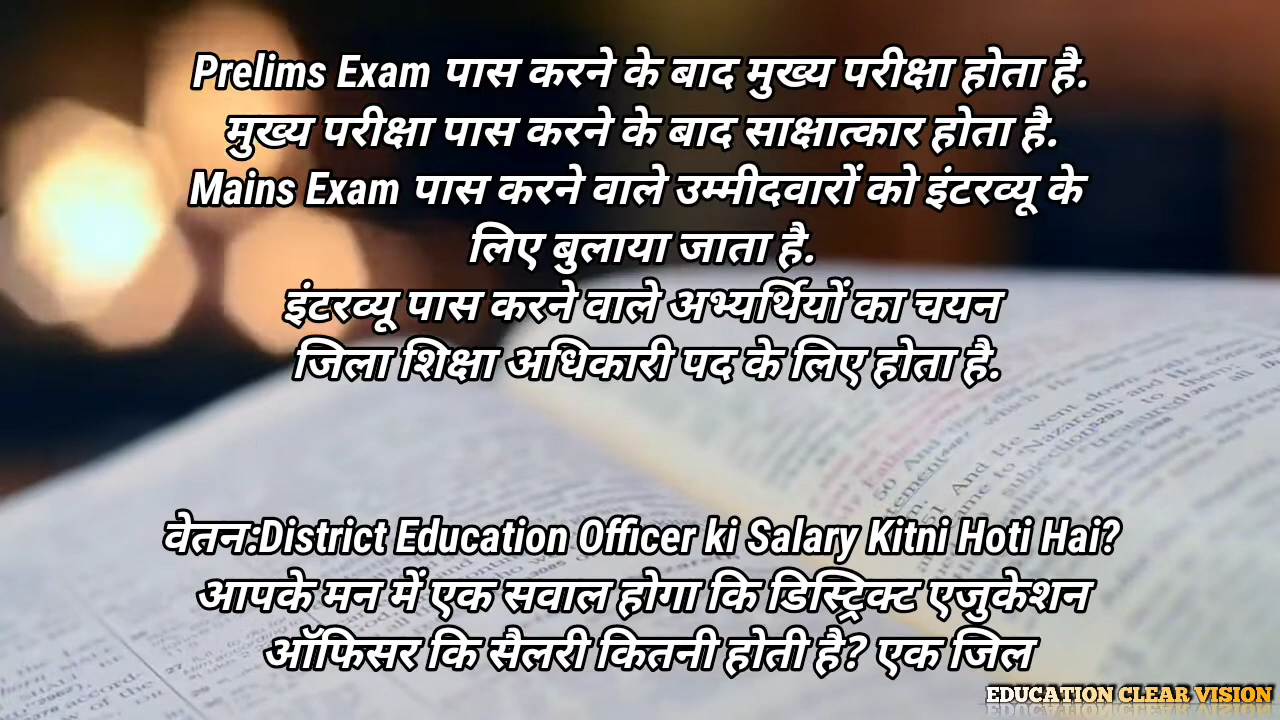 Prelims Exam पास करने के बाद मुख्य परीक्षा होता है.
मुख्य परीक्षा पास करने के बाद साक्षात्कार होता है.
Mains Exam पास करने वाले उम्मीदवारों को इंटरव्यू के
लिए बुलाया जाता है.
इंटरव्यू पास करने वाले अभ्यर्थियों का चयन
जिला शिक्षा अधिकारी पद के लिए होता है.
वेतन:District Education Officer ki Salary Kitni Hoti Hai?
आपके मन में एक सवाल होगा कि डिस्ट्रिक्ट एजुकेशन
ऑफिसर कि सैलरी कितनी होती है? एक जिल
EDUCATION CLEAR VISION